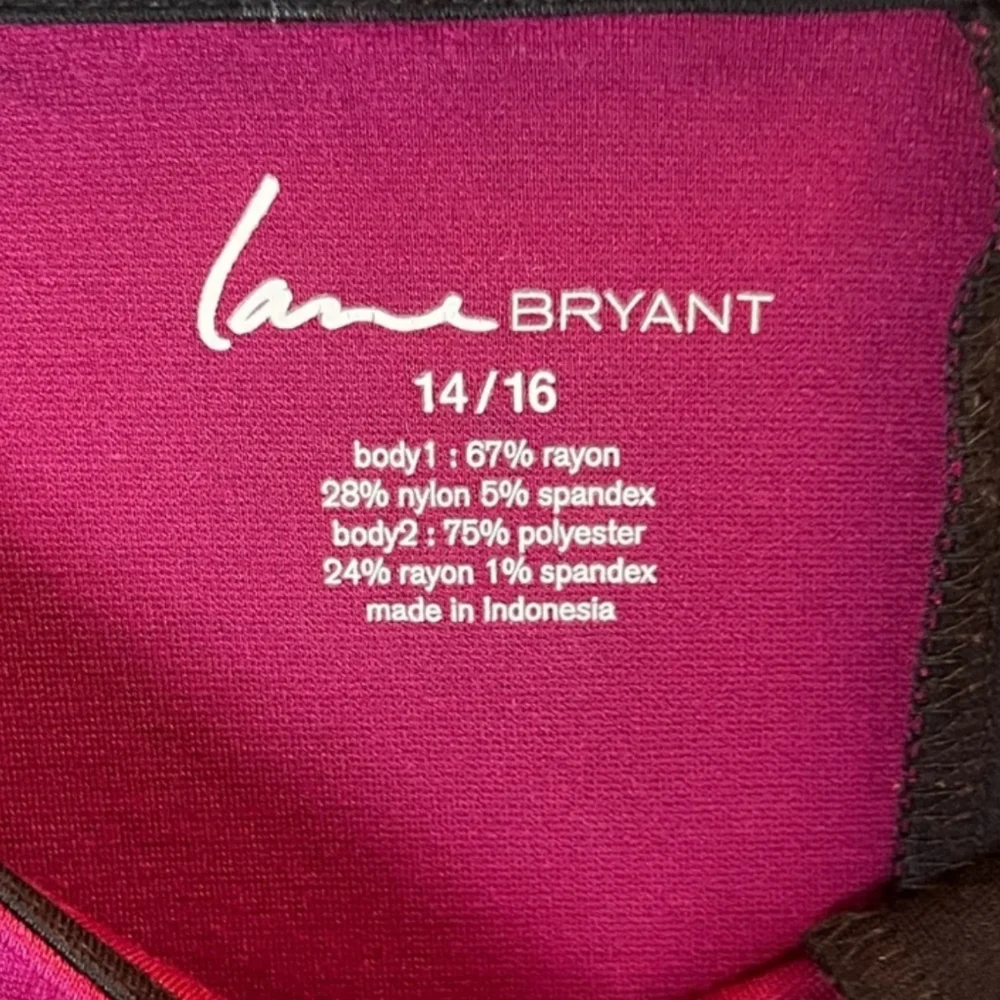 lane BRYANT
14/16
body1 : 67% rayon
28% nylon 5% spandex
body2 : 75% polyester
24% rayon 1% spandex
made in Indonesia